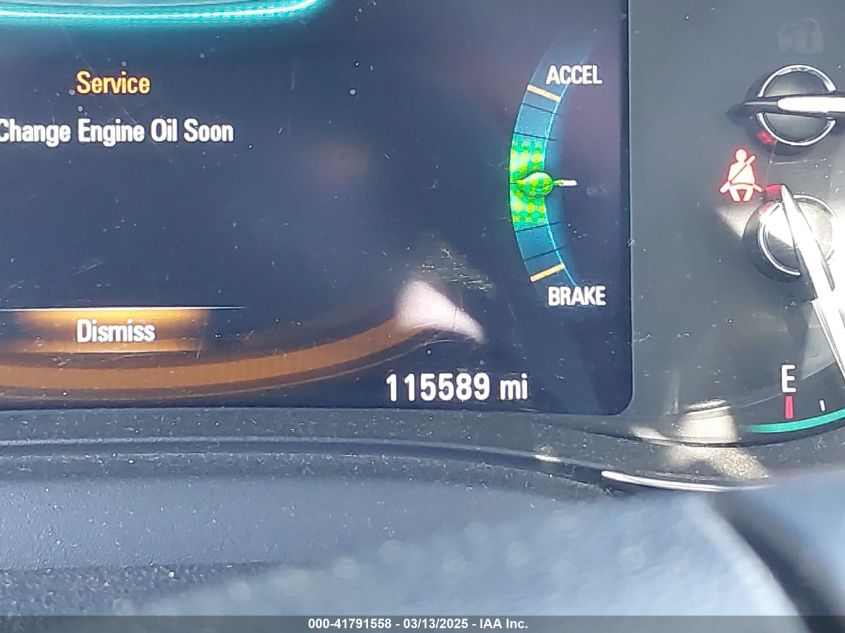 Service
Change Engine Oil Soon
ACCEL
BRAKE
Dismiss
115589 mi
E
000-41791558 - 03/13/2025 - IAA Inc.